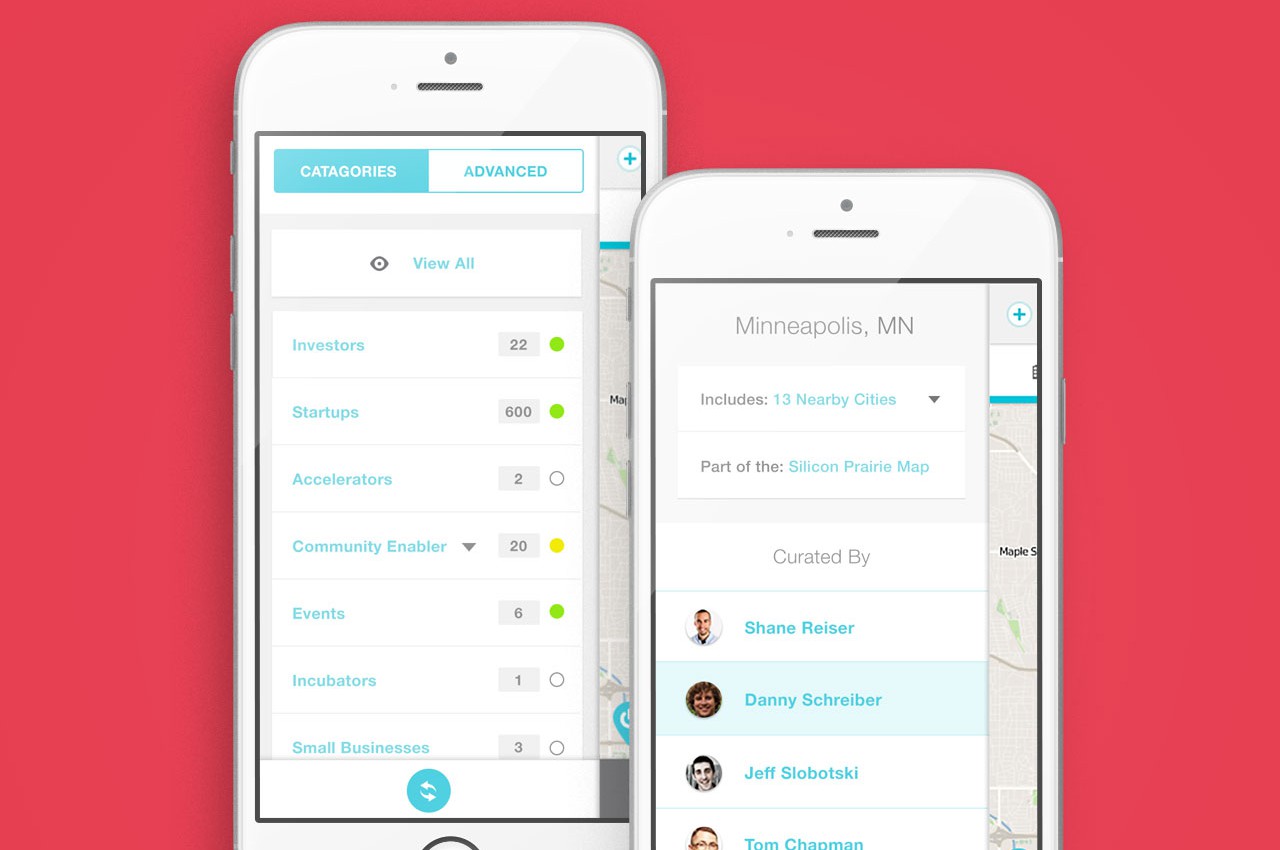 CATAGORIES ADVANCED
View All
Investors 22
Startups 600
Accelerators 2
Community Enabler 20
Events 6
Incubators 1
Small Businesses 3
Minneapolis, MN
Includes: 13 Nearby Cities
Part of the: Silicon Prairie Map
Curated By
Shane Reiser
Danny Schreiber
Jeff Slobotski
Tom Chapman
Maple S